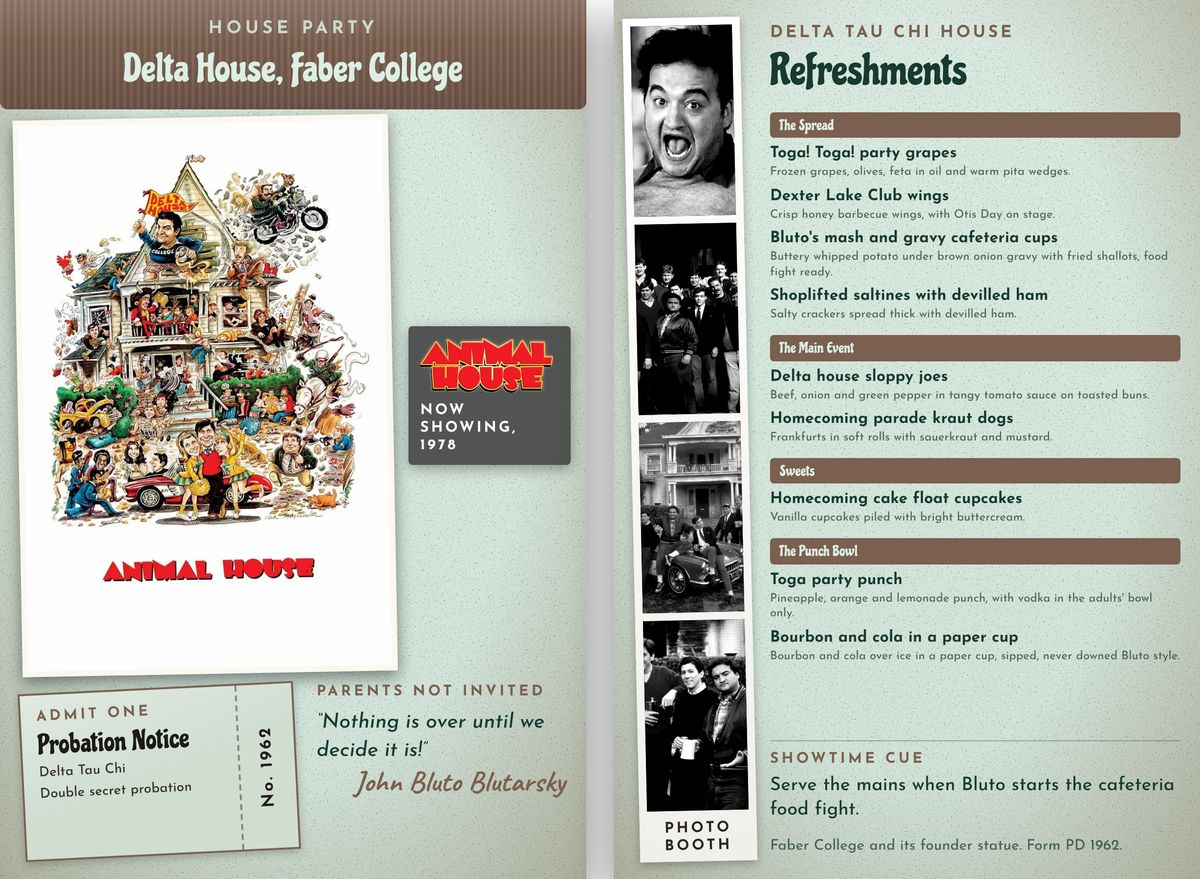 HOUSE PARTY
Delta House, Faber College
DELTA
HOUSE
COLLEGE
ANIMAL HOUSE
ANIMAL
HOUSE
NOW
SHOWING,
1978
ADMIT ONE
Probation Notice
Delta Tau Chi
Double secret probation
No. 1962
PARENTS NOT INVITED
“Nothing is over until we
decide it is!”
John Bluto Blutarsky
PHOTO
BOOTH
DELTA TAU CHI HOUSE
Refreshments
The Spread
Toga! Toga! party grapes
Frozen grapes, olives, feta in oil and warm pita wedges.
Dexter Lake Club wings
Crisp honey barbecue wings, with Otis Day on stage.
Bluto's mash and gravy cafeteria cups
Buttery whipped potato under brown onion gravy with fried shallots, food
fight ready.
Shoplifted saltines with devilled ham
Salty crackers spread thick with devilled ham.
The Main Event
Delta house sloppy joes
Beef, onion and green pepper in tangy tomato sauce on toasted buns.
Homecoming parade kraut dogs
Frankfurts in soft rolls with sauerkraut and mustard.
Sweets
Homecoming cake float cupcakes
Vanilla cupcakes piled with bright buttercream.
The Punch Bowl
Toga party punch
Pineapple, orange and lemonade punch, with vodka in the adults' bowl
only.
Bourbon and cola in a paper cup
Bourbon and cola over ice in a paper cup, sipped, never downed Bluto style.
SHOWTIME CUE
Serve the mains when Bluto starts the cafeteria
food fight.
Faber College and its founder statue. Form PD 1962.